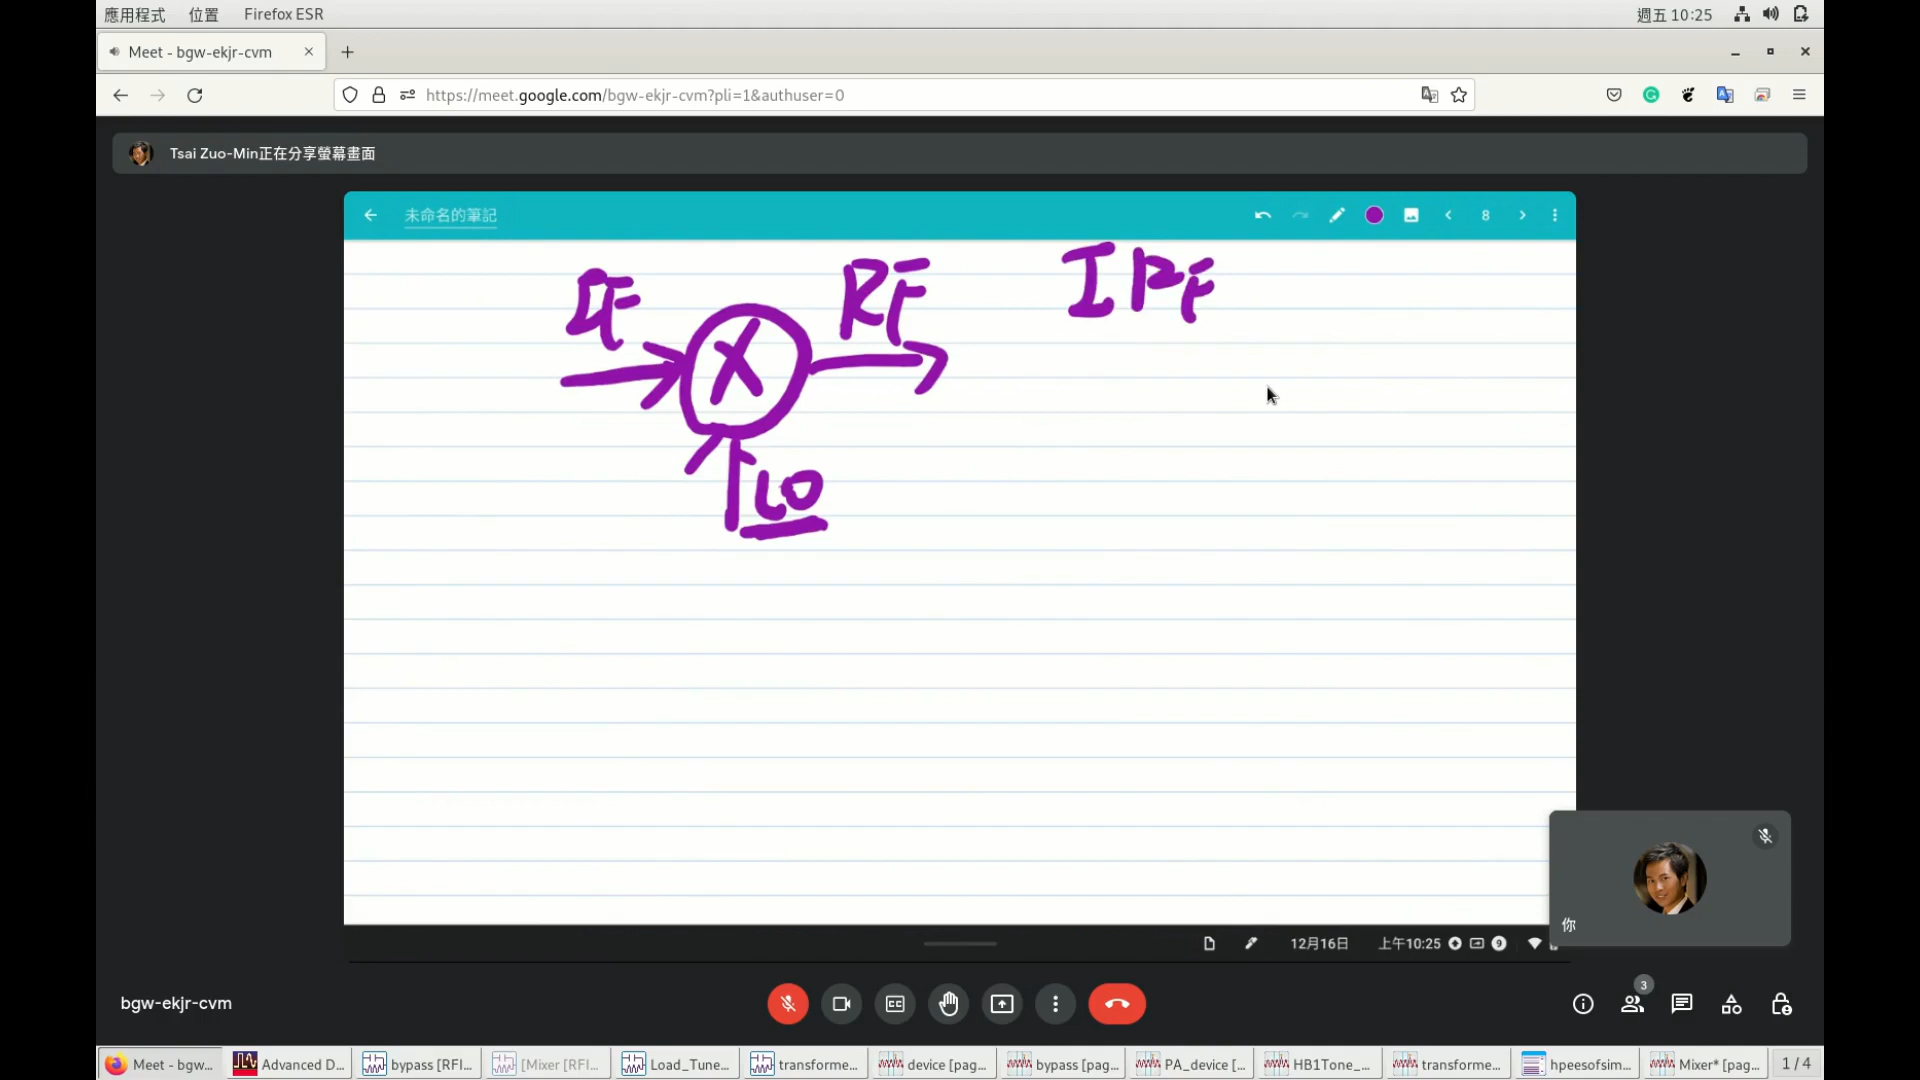 應用程式 位置 Firefox ESR 週五 10:25
Meet - bgw-ekjr-cvm
https://meet.google.com/bgw-ekjr-cvm?pli=1&authuser=0
Tsai Zuo-Min正在分享螢幕畫面
未命名的筆記 8
IF RF
X
LO
你
12月16日 上午10:25 9
bgw-ekjr-cvm 3
Meet - bgw... Advanced D... bypass [RFI... [Mixer [RFI... Load_Tune... transforme... device [pag... bypass [pag... PA_device [... HB1Tone_... transforme... hpeesofsim... Mixer* [pag... 1 / 4